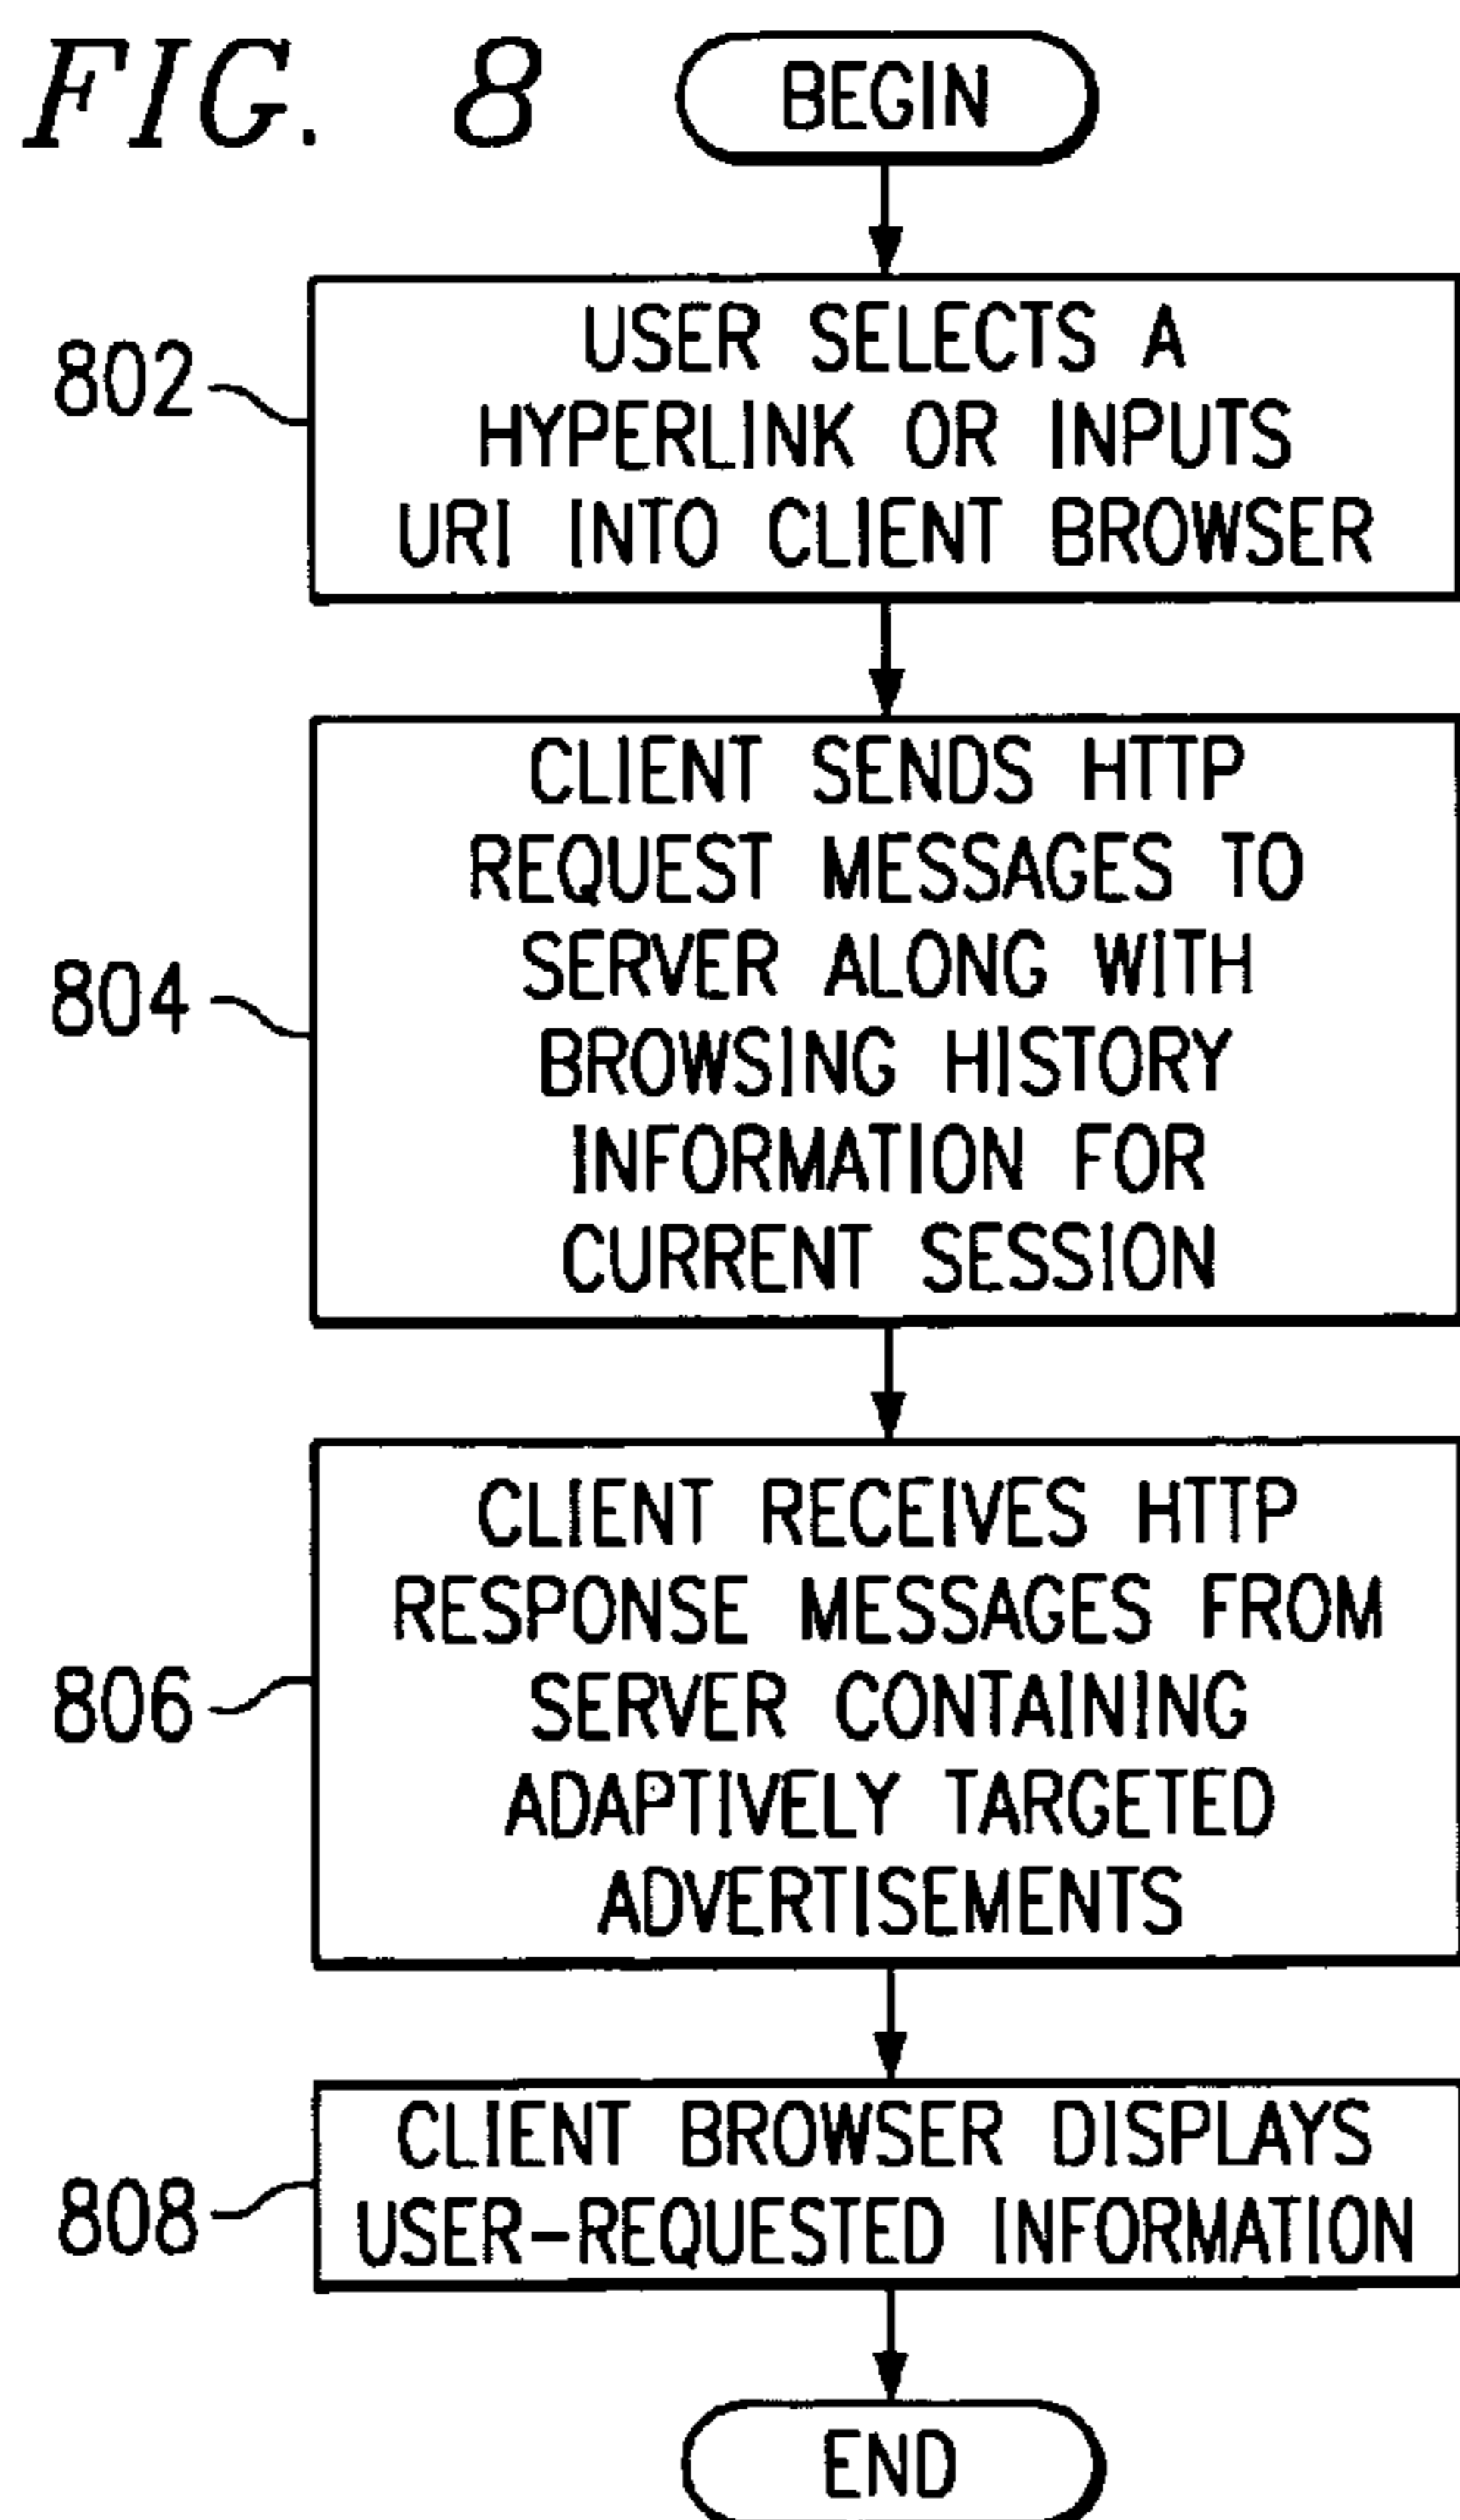 FIG. 8
BEGIN
802
USER SELECTS A
HYPERLINK OR INPUTS
URI INTO CLIENT BROWSER
804
CLIENT SENDS HTTP
REQUEST MESSAGES TO
SERVER ALONG WITH
BROWSING HISTORY
INFORMATION FOR
CURRENT SESSION
806
CLIENT RECEIVES HTTP
RESPONSE MESSAGES FROM
SERVER CONTAINING
ADAPTIVELY TARGETED
ADVERTISEMENTS
808
CLIENT BROWSER DISPLAYS
USER-REQUESTED INFORMATION
END